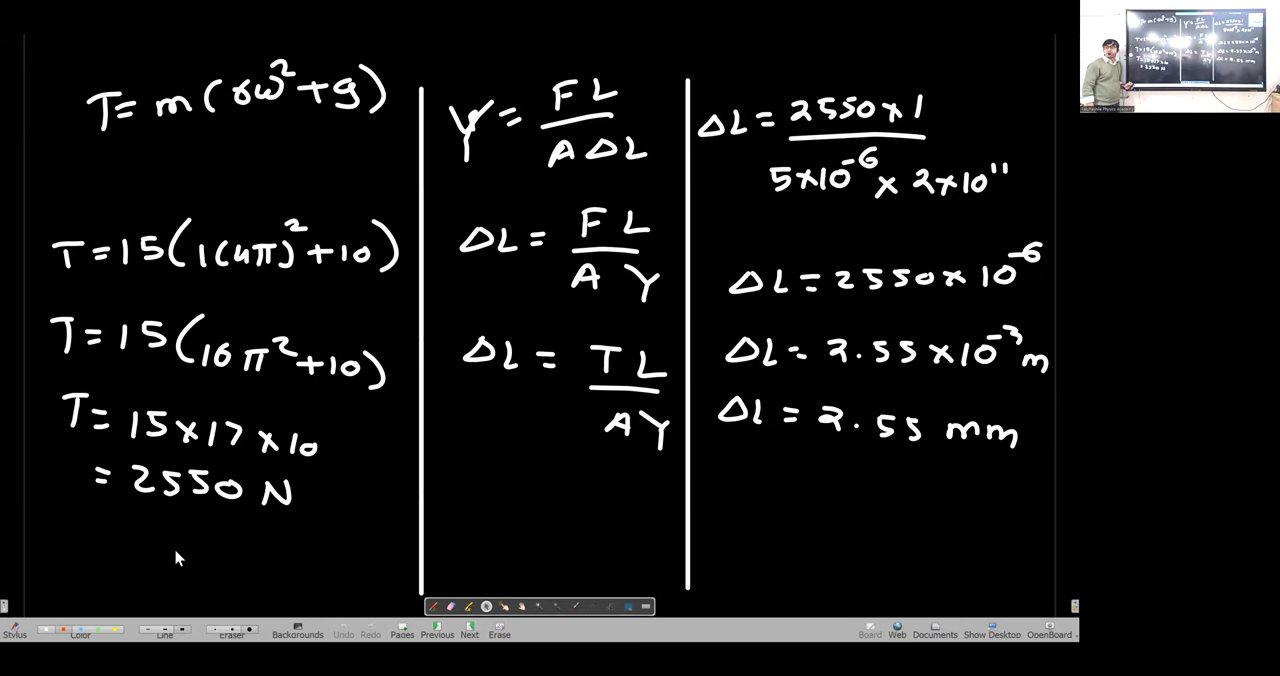 T = m(rω² + g)
T = 15(1(4π)² + 10)
T = 15(16π² + 10)
T = 15 × 17 × 10
= 2550 N
Y = FL / AΔL
ΔL = FL / AY
ΔL = TL / AY
ΔL = 2550 × 1 / 5×10⁻⁶ × 2×10¹¹
ΔL = 2550 × 10⁻⁶
ΔL = 2.55 × 10⁻³ m
ΔL = 2.55 mm
Stylus Color Line Eraser Backgrounds Undo Redo Pages Previous Next Erase Board Web Documents Show Desktop OpenBoard